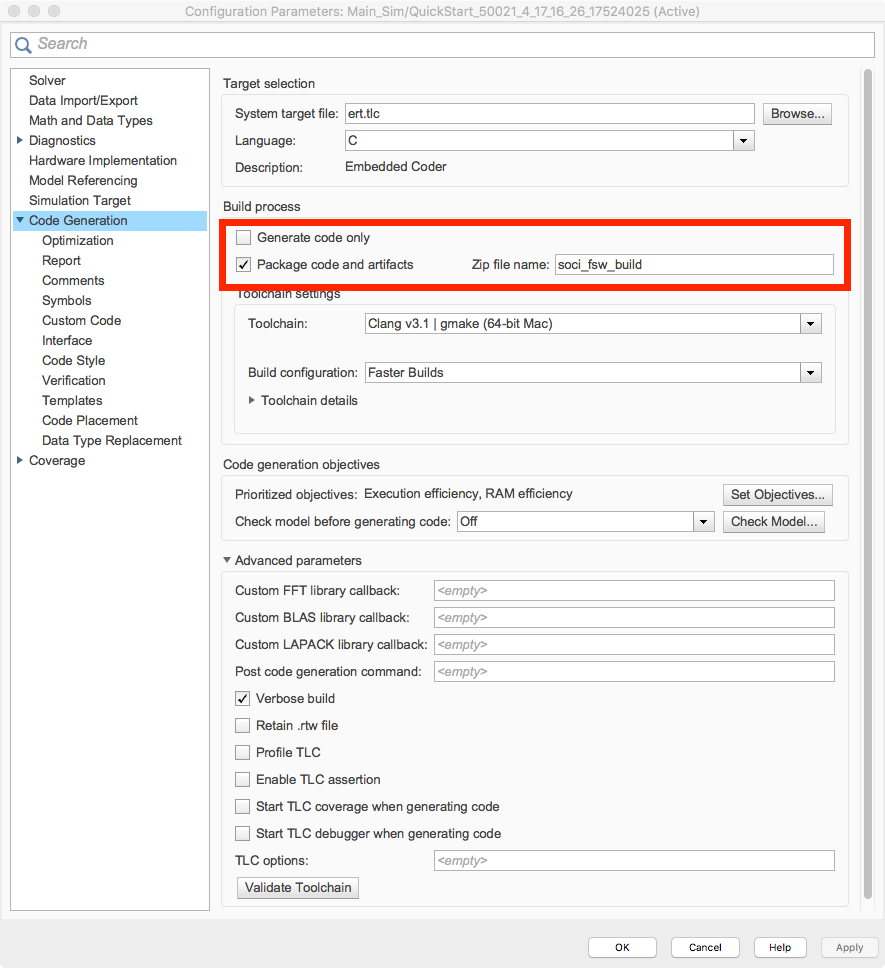 Configuration Parameters: Main_Sim/QuickStart_50021_4_17_16_26_17524025 (Active)
Search
Solver
Data Import/Export
Math and Data Types
Diagnostics
Hardware Implementation
Model Referencing
Simulation Target
Code Generation
Optimization
Report
Comments
Symbols
Custom Code
Interface
Code Style
Verification
Templates
Code Placement
Data Type Replacement
Coverage
Target selection
System target file: ert.tlc Browse...
Language: C
Description: Embedded Coder
Build process
Generate code only
Package code and artifacts Zip file name: soci_fsw_build
Toolchain settings
Toolchain: Clang v3.1 | gmake (64-bit Mac)
Build configuration: Faster Builds
Toolchain details
Code generation objectives
Prioritized objectives: Execution efficiency, RAM efficiency Set Objectives...
Check model before generating code: Off Check Model...
Advanced parameters
Custom FFT library callback: <empty>
Custom BLAS library callback: <empty>
Custom LAPACK library callback: <empty>
Post code generation command: <empty>
Verbose build
Retain .rtw file
Profile TLC
Enable TLC assertion
Start TLC coverage when generating code
Start TLC debugger when generating code
TLC options: <empty>
Validate Toolchain
OK Cancel Help Apply